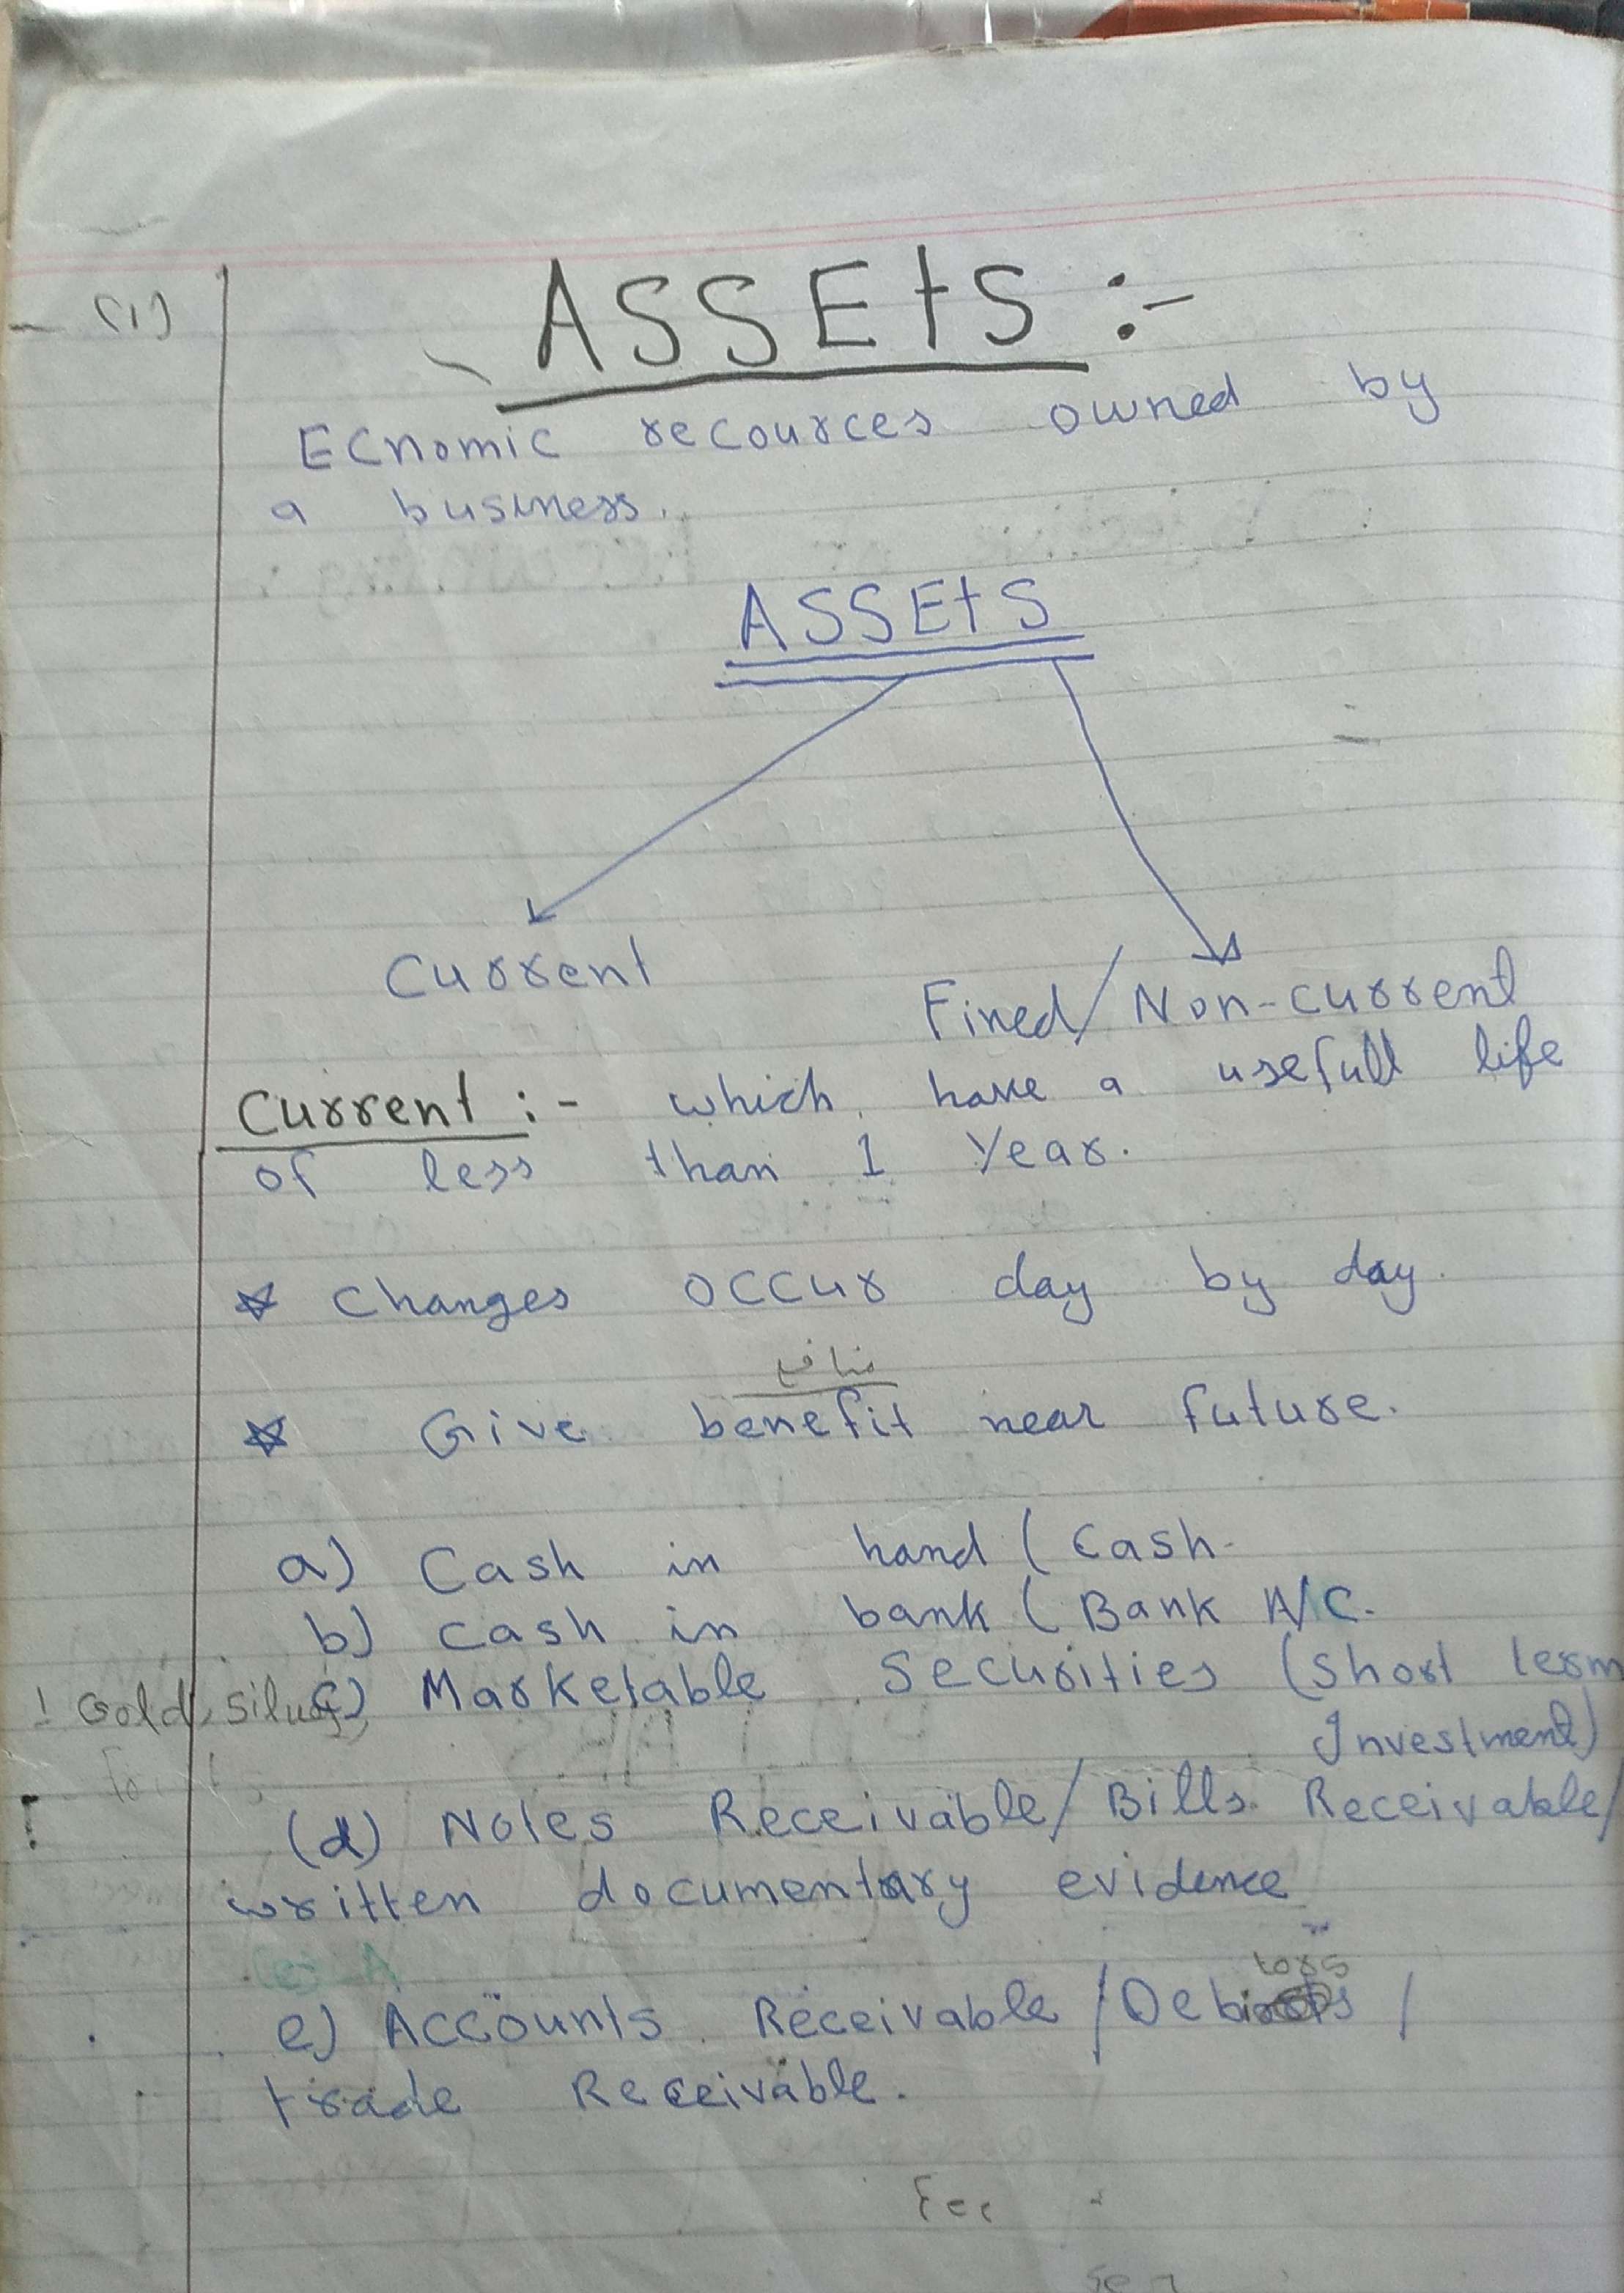 (1)
ASSEtS :-
ECnomic recources owned by
a business.
ASSEtS
Current
Fixed/Non-current
Current :- which have a usefull life
of less than 1 Year.
Changes occur day by day.
منافع
Give benefit near future.
a) Cash in hand ( Cash-
b) Cash in bank ( Bank A/C.
c) Marketable Securities (Short term
! Gold, silver,
Investment)
(d) Notes Receivable/Bills Receivable/
written documentary evidence
tors
e) Accounts Receivable / Deb /
trade Receivable.